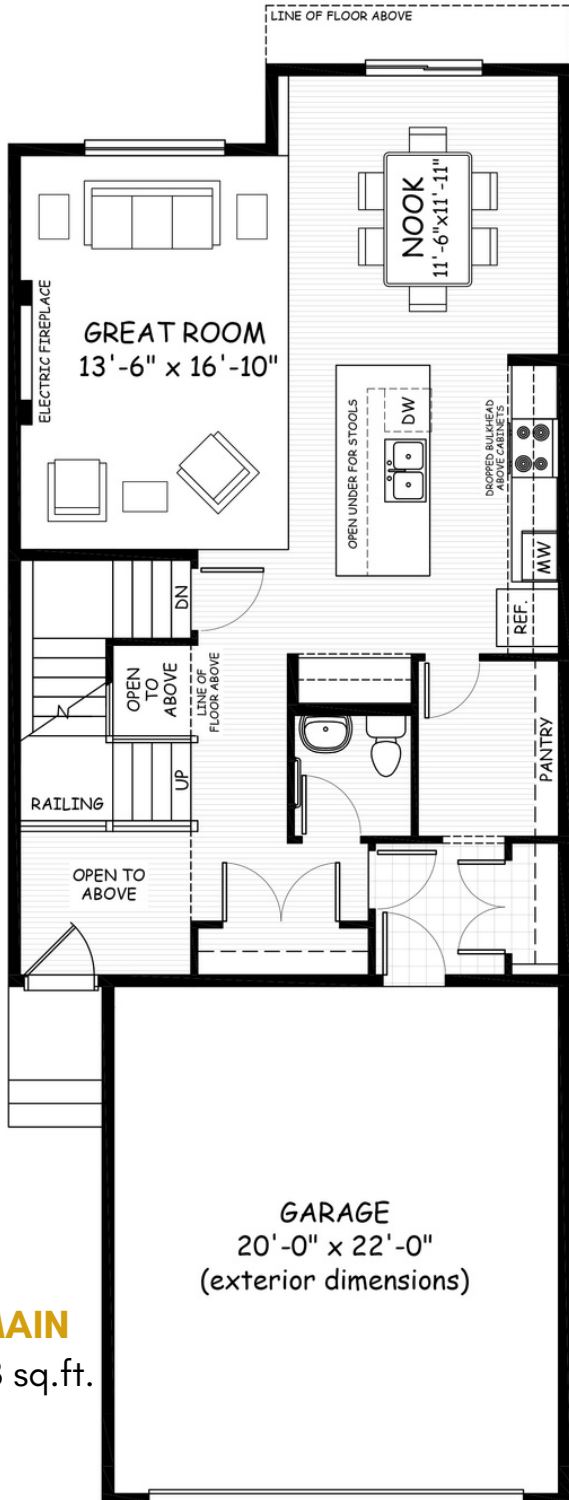 LINE OF FLOOR ABOVE
NOOK
11'-6"x11'-11"
ELECTRIC FIREPLACE
GREAT ROOM
13'-6" x 16'-10"
OPEN UNDER FOR STOOLS
DW
DROPPED BULKHEAD
ABOVE CABINETS
MW
REF.
DN
OPEN
TO
ABOVE
LINE OF
FLOOR ABOVE
UP
RAILING
PANTRY
OPEN TO
ABOVE
GARAGE
20'-0" x 22'-0"
(exterior dimensions)
sq.ft.